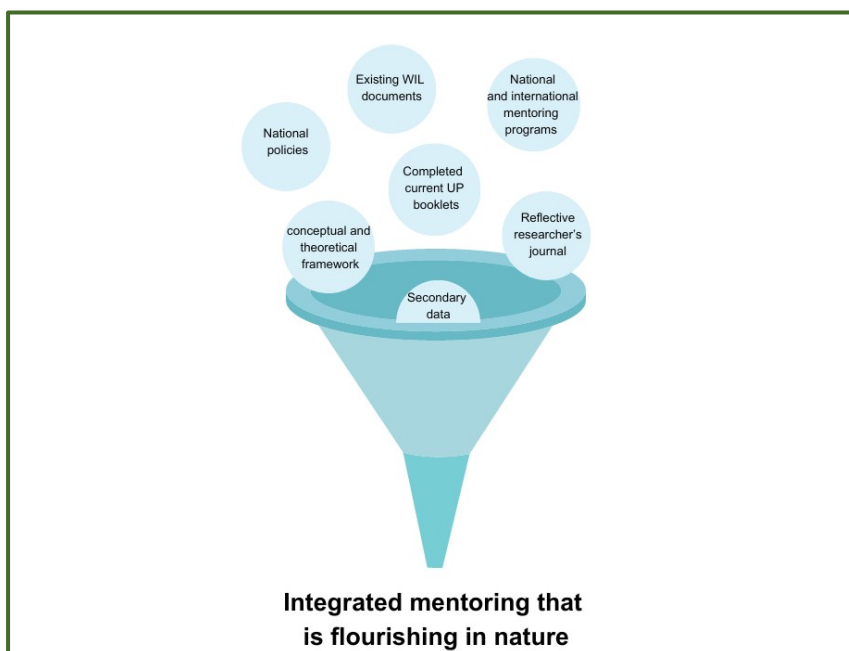 Existing WIL
documents
National
and international
mentoring
programs
National
policies
Completed
current UP
booklets
conceptual and
theoretical
framework
Reflective
researcher's
journal
Secondary
data
Integrated mentoring that
is flourishing in nature